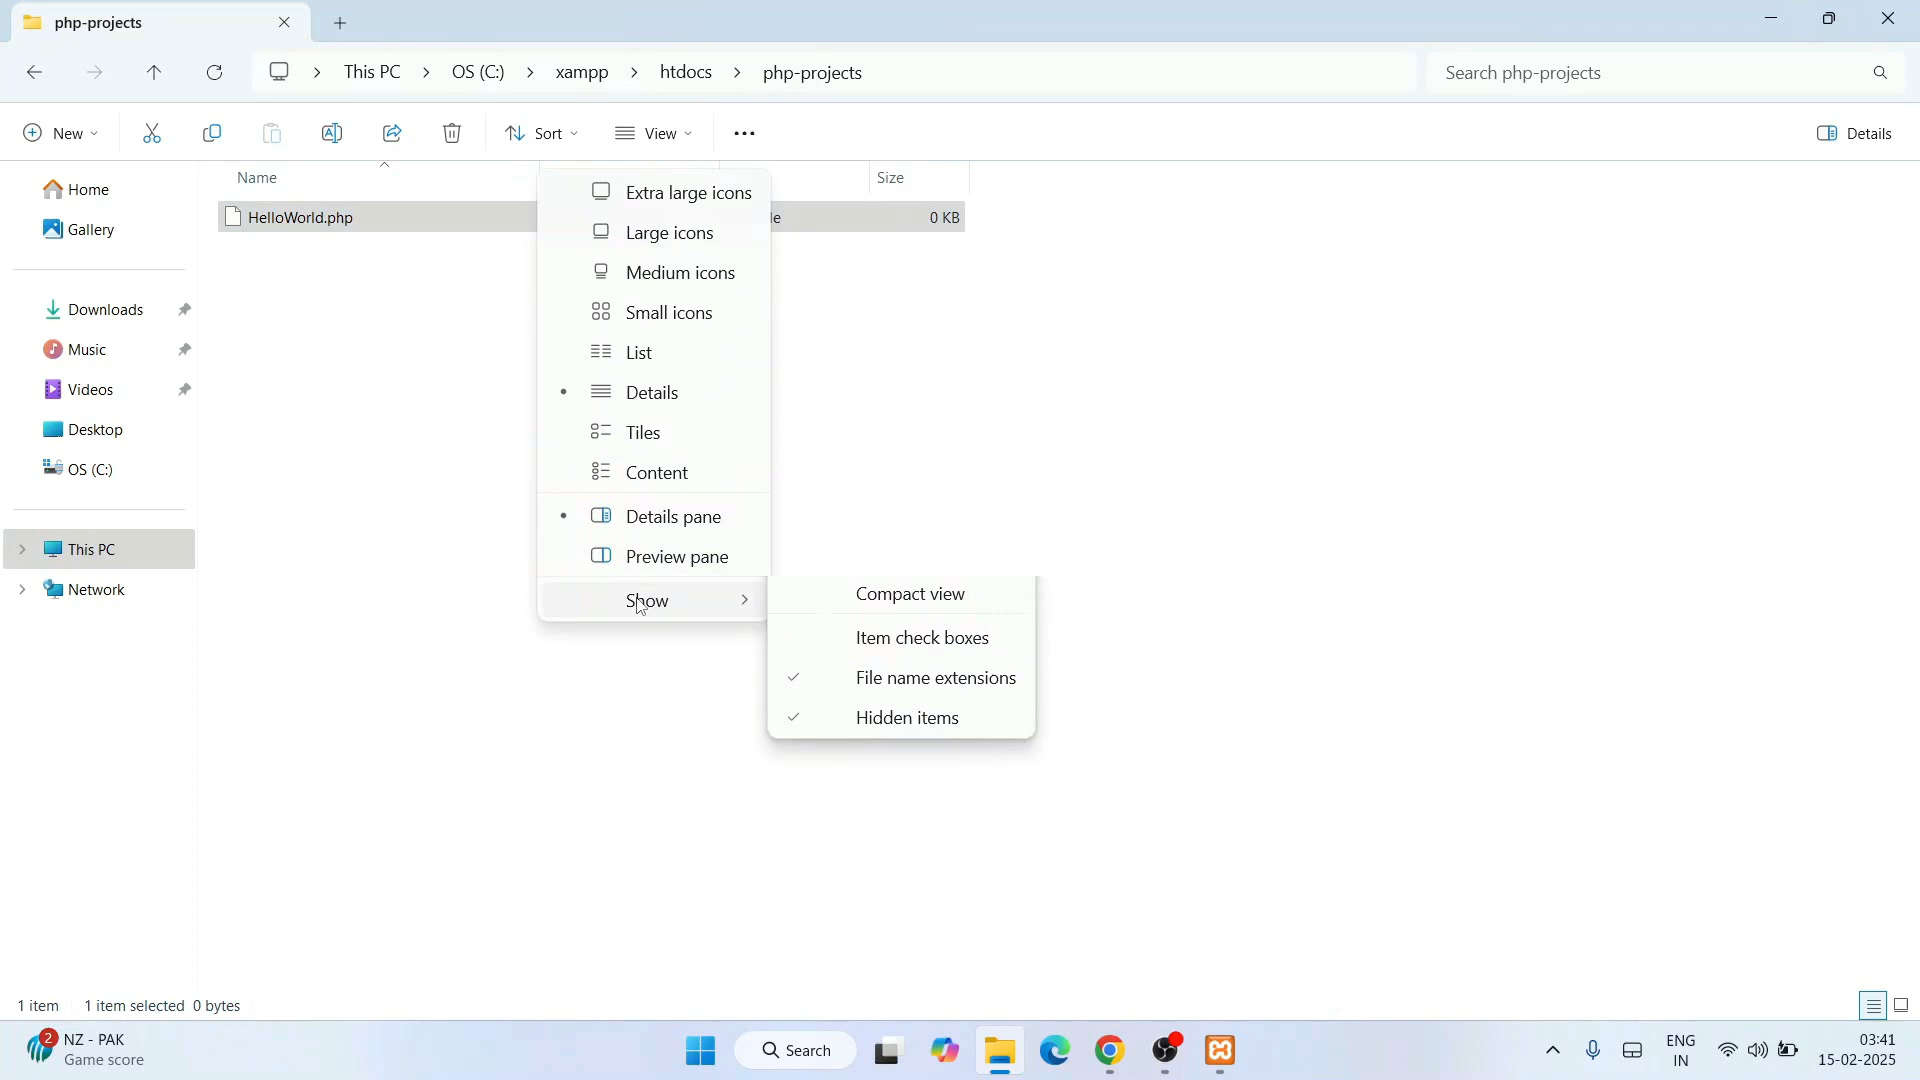 php-projects
This PC
OS (C:)
xampp
htdocs
php-projects
Search php-projects
New
Sort
View
Details
Name
Size
HelloWorld.php
le
0 KB
Home
Gallery
Downloads
Music
Videos
Desktop
OS (C:)
This PC
Network
Extra large icons
Large icons
Medium icons
Small icons
List
Details
Tiles
Content
Details pane
Preview pane
Show
Compact view
Item check boxes
File name extensions
Hidden items
1 item 1 item selected 0 bytes
2
NZ - PAK
Game score
Search
ENG
IN
03:41
15-02-2025